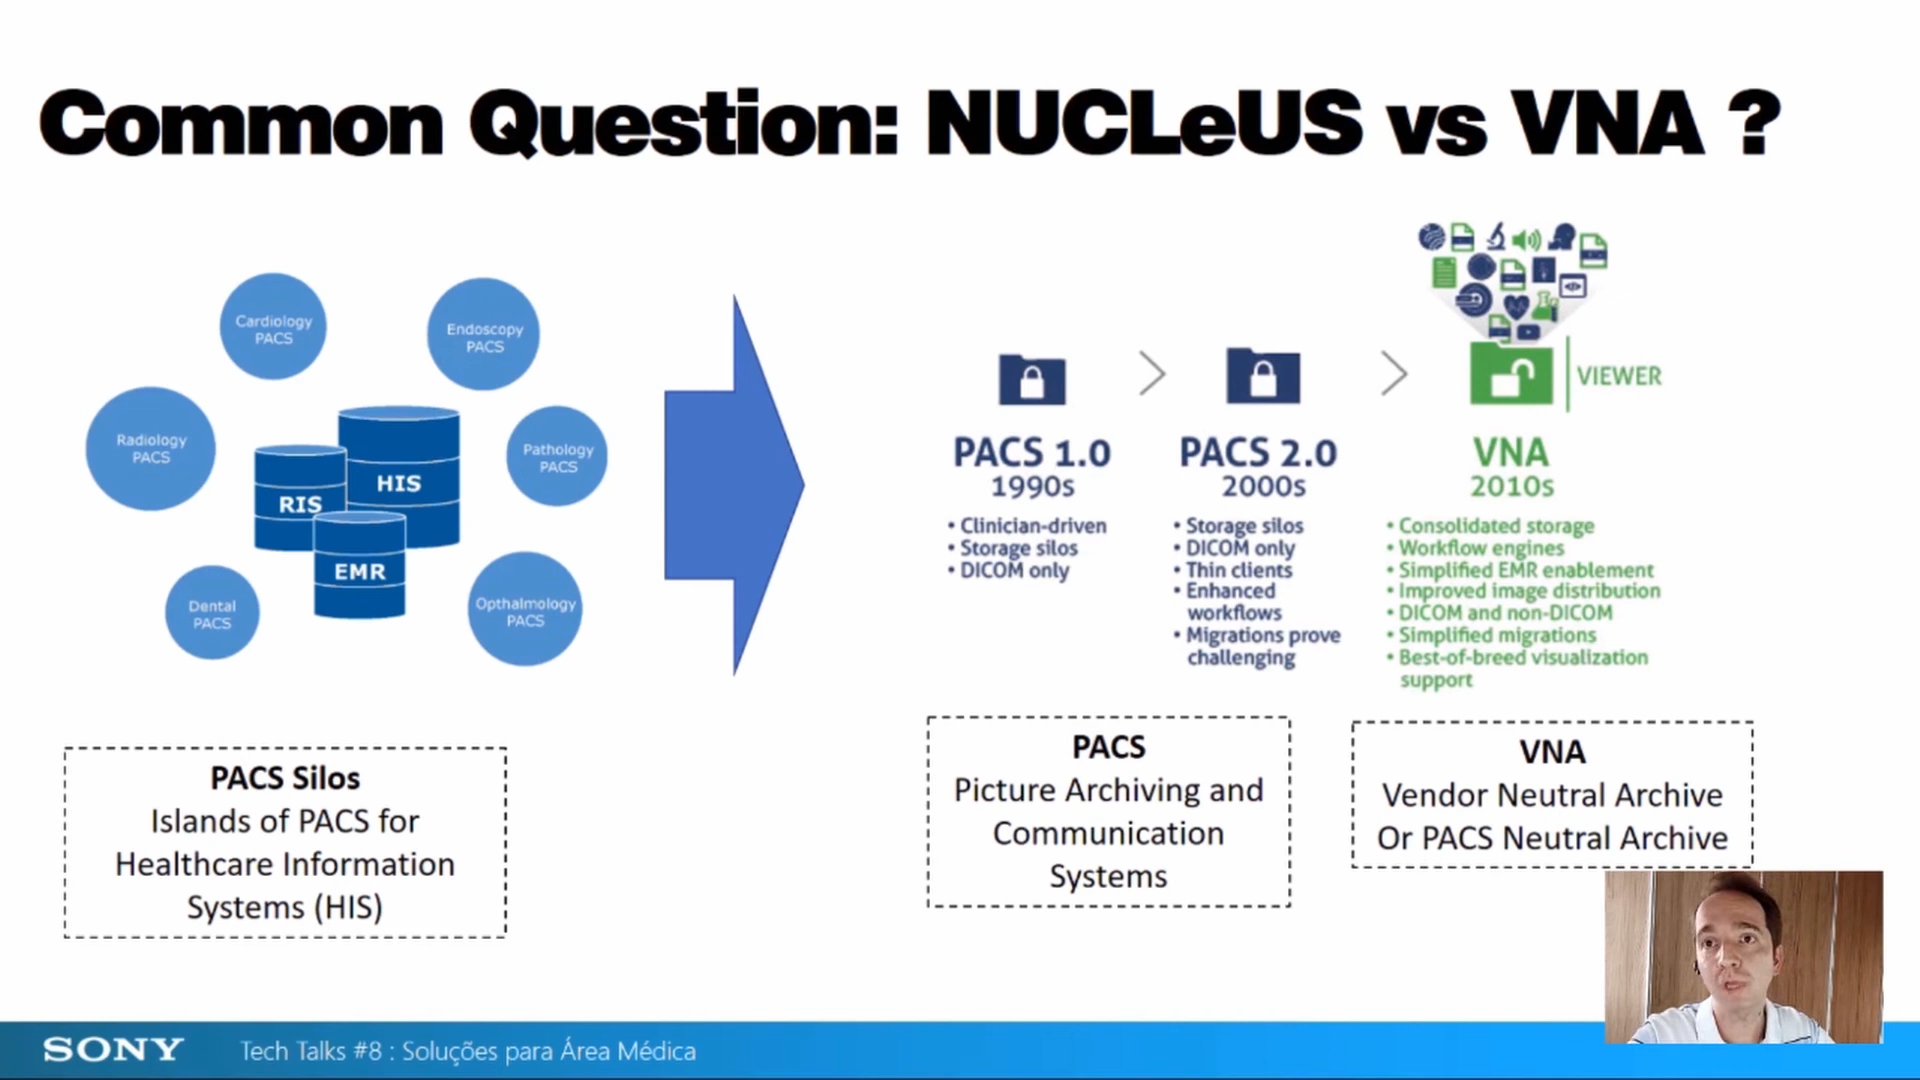 Common Question: NUCLeUS vs VNA ?
Cardiology
PACS
Endoscopy
PACS
Radiology
PACS
Pathology
PACS
Dental
PACS
Opthalmology
PACS
RIS
HIS
EMR
PACS Silos
Islands of PACS for
Healthcare Information
Systems (HIS)
PACS 1.0
1990s
• Clinician-driven
• Storage silos
• DICOM only
PACS 2.0
2000s
• Storage silos
• DICOM only
• Thin clients
• Enhanced
workflows
• Migrations prove
challenging
VIEWER
VNA
2010s
• Consolidated storage
• Workflow engines
• Simplified EMR enablement
• Improved image distribution
• DICOM and non-DICOM
• Simplified migrations
• Best-of-breed visualization
support
PACS
Picture Archiving and
Communication
Systems
VNA
Vendor Neutral Archive
Or PACS Neutral Archive
SONY
Tech Talks #8 : Soluções para Área Médica